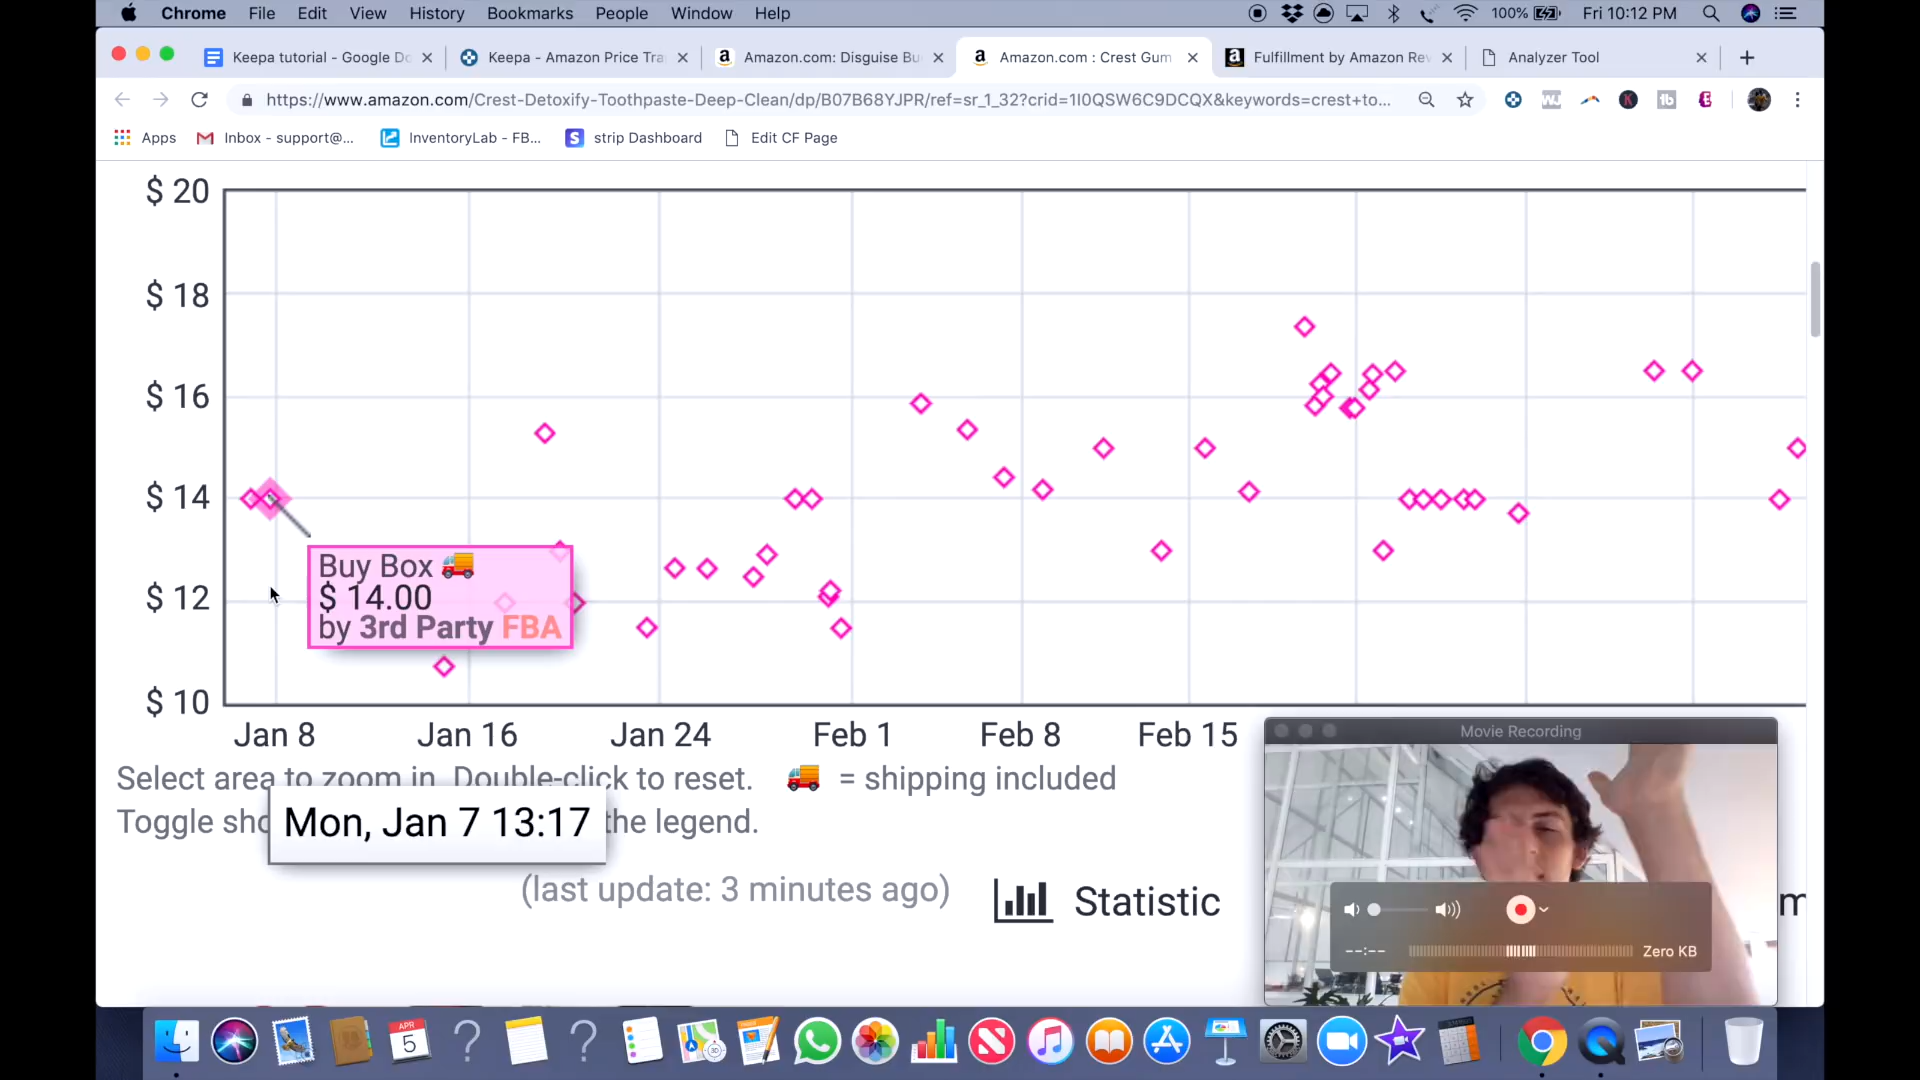 Chrome File Edit View History Bookmarks People Window Help 100% Fri 10:12 PM
Keepa tutorial - Google Do Keepa - Amazon Price Tra Amazon.com: Disguise Bu Amazon.com : Crest Gum Fulfillment by Amazon Rev Analyzer Tool
https://www.amazon.com/Crest-Detoxify-Toothpaste-Deep-Clean/dp/B07B68YJPR/ref=sr_1_32?crid=1I0QSW6C9DCQX&keywords=crest+to...
Apps Inbox - support@... InventoryLab - FB... strip Dashboard Edit CF Page
$ 20
$ 18
$ 16
$ 14
$ 12
$ 10
Buy Box
$ 14.00
by 3rd Party FBA
Jan 8 Jan 16 Jan 24 Feb 1 Feb 8 Feb 15
Select area to zoom in. Double-click to reset. = shipping included
Toggle sho the legend.
Mon, Jan 7 13:17
(last update: 3 minutes ago) Statistic
Movie Recording
--:-- Zero KB
APR
5